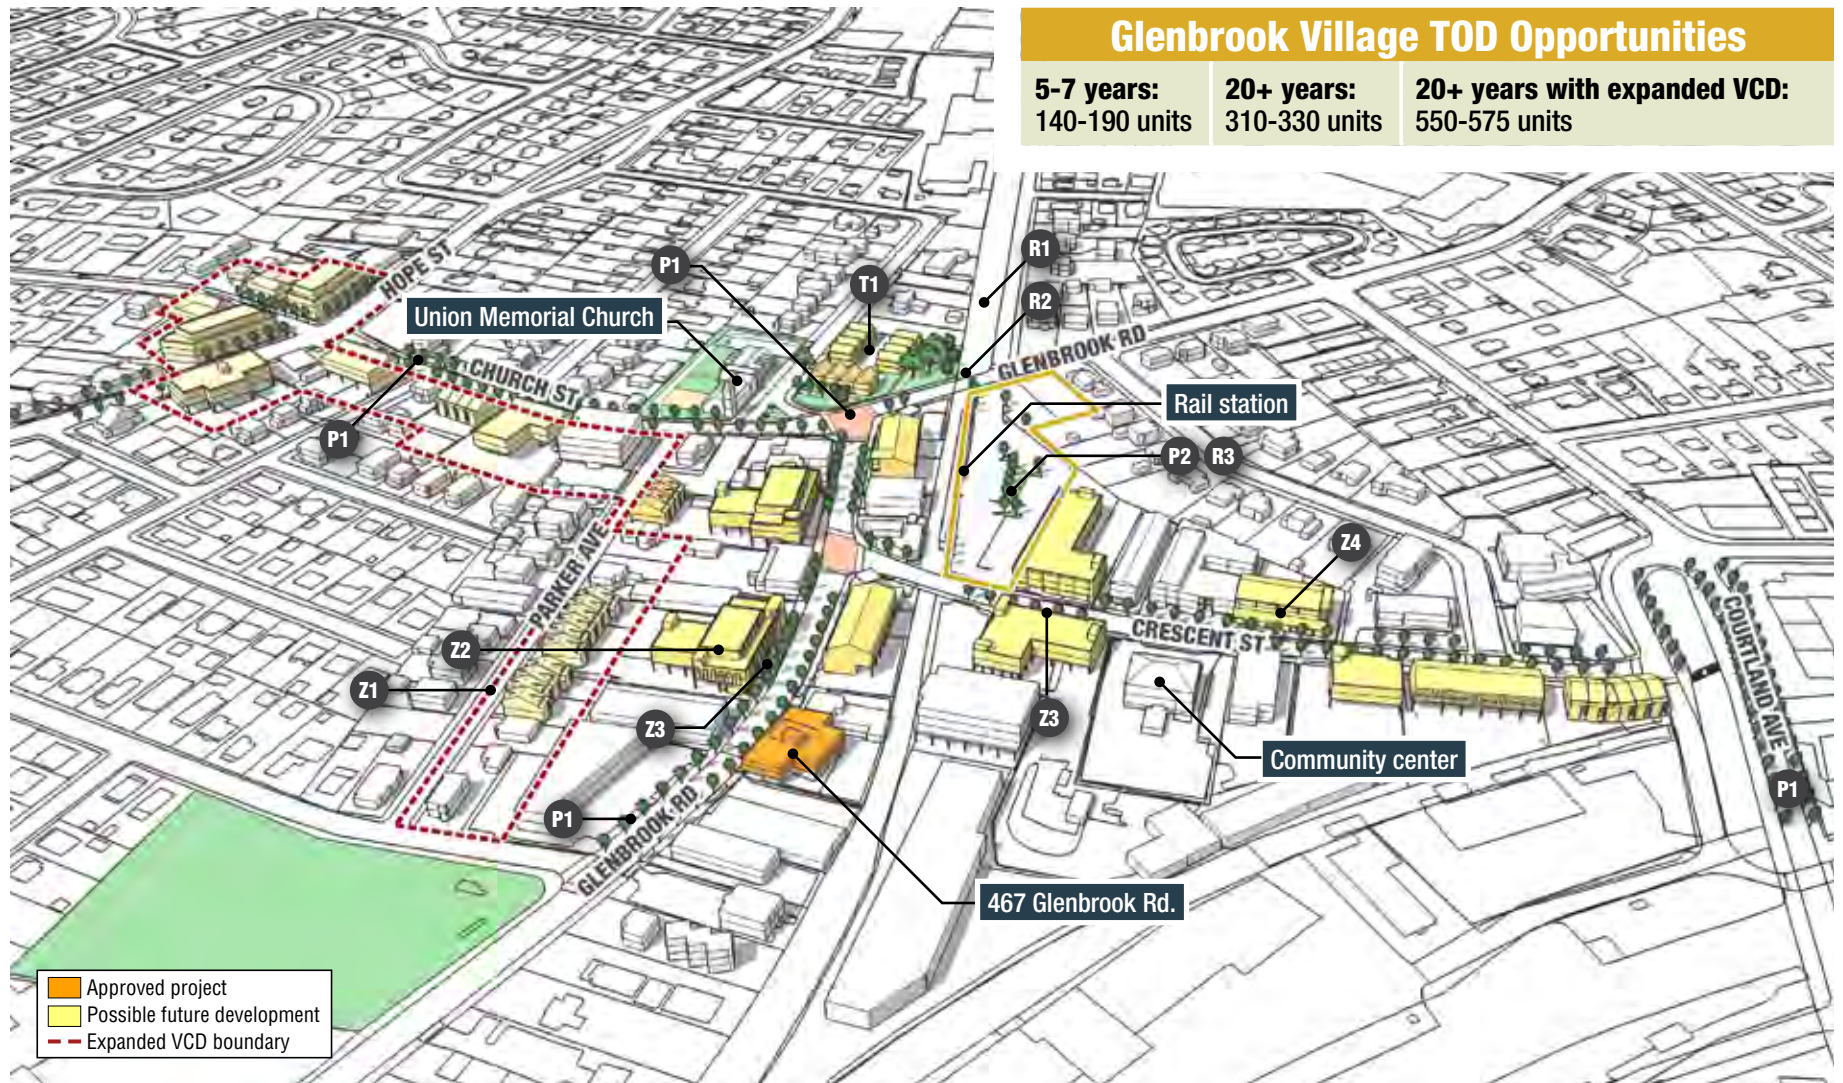 Glenbrook Village TOD Opportunities
5-7 years:
140-190 units
20+ years:
310-330 units
20+ years with expanded VCD:
550-575 units
R1
P1
HOPE ST
T1
R2
Union Memorial Church
GLENBROOK RD
CHURCH ST
Rail station
P1
P2
R3
Z4
PARKER AVE
COURTLAND AVE
CRESCENT ST
Z2
Z1
Z3
Z3
Community center
P1
P1
GLENBROOK RD
467 Glenbrook Rd.
Approved project
Possible future development
Expanded VCD boundary